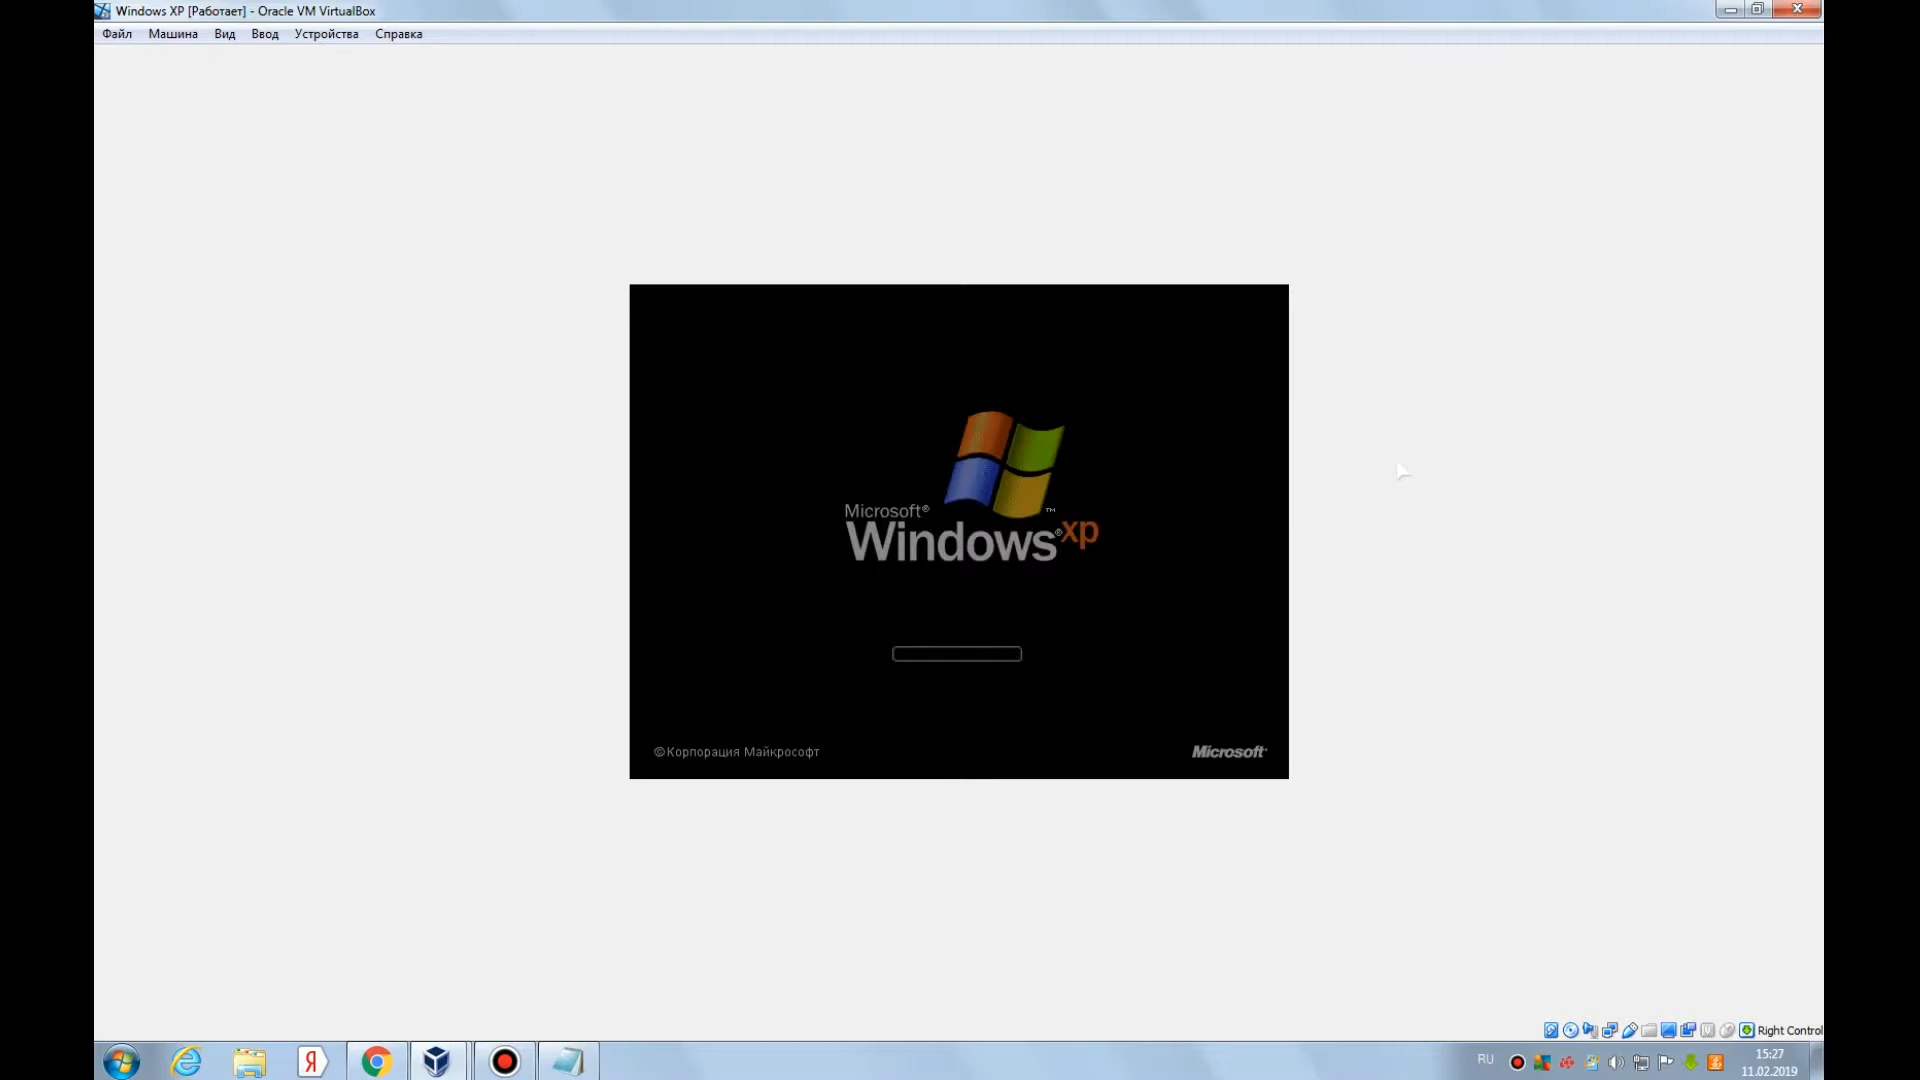 Windows XP [Работает] - Oracle VM VirtualBox
Файл Машина Вид Ввод Устройства Справка
Microsoft®
Windows® xp ™
©Корпорация Майкрософт
Microsoft
Right Control
Я
RU
15:27
11.02.2019